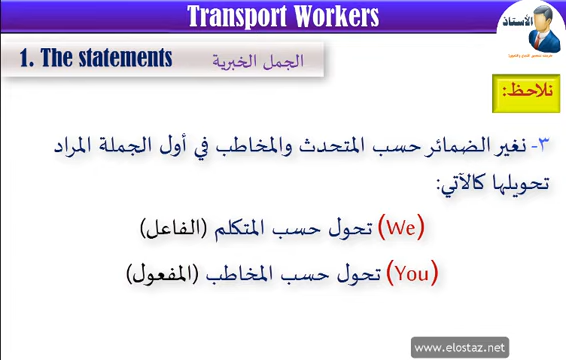 Transport Workers
الأستاذ
1. The statements الجمل الخبرية
نلاحظ:
٣- نغير الضمائر حسب المتحدث والمخاطب في أول الجملة المراد
تحويلها كالآتي:
(We) تحول حسب المتكلم (الفاعل)
(You) تحول حسب المخاطب (المفعول)
www.elostaz.net